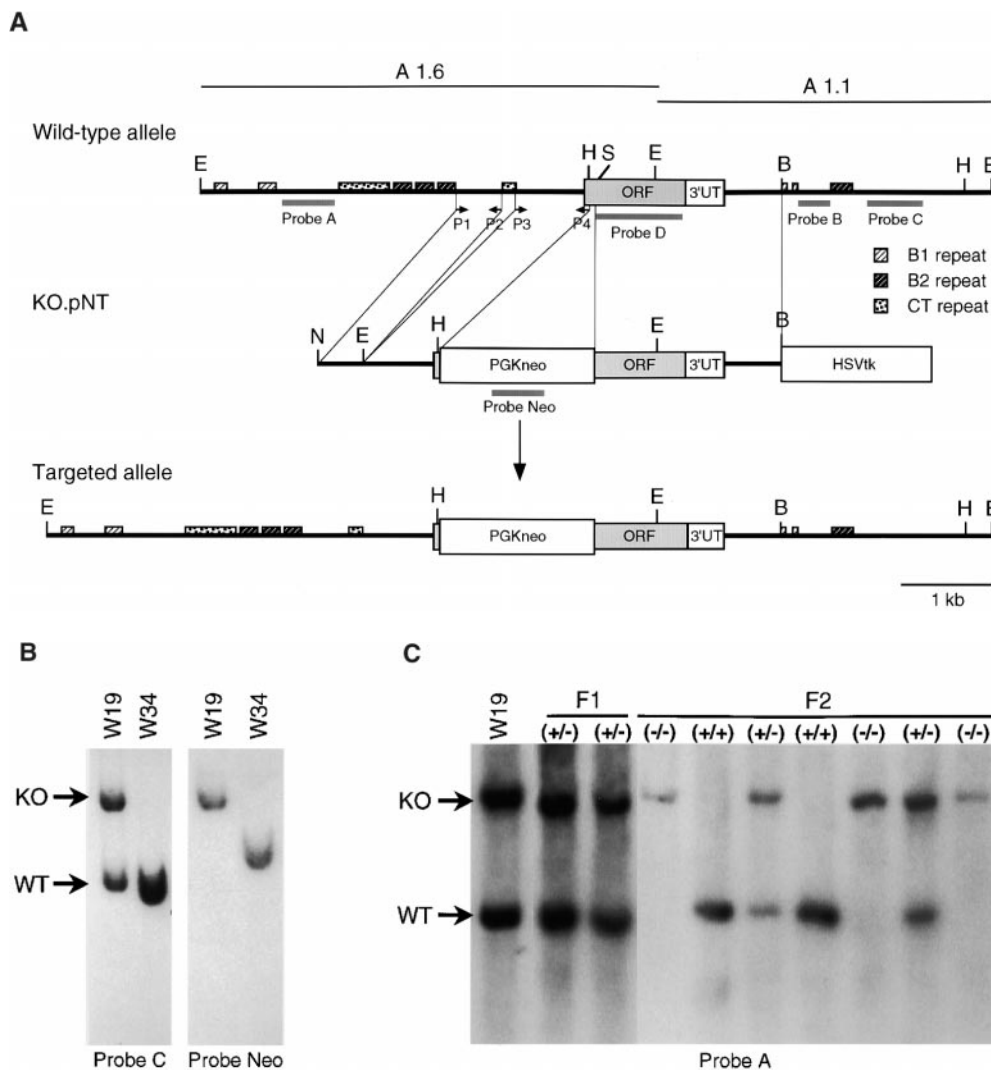 A
A 1.6
A 1.1
Wild-type allele
E
H
S
E
B
H
E
ORF
3'UT
Probe A
P1
P2
P3
P4
Probe D
Probe B
Probe C
B1 repeat
B2 repeat
CT repeat
KO.pNT
N
E
H
E
B
PGKneo
ORF
3'UT
HSVtk
Probe Neo
Targeted allele
E
H
E
B
H
E
PGKneo
ORF
3'UT
1 kb
B
W19
W34
W19
W34
KO
WT
Probe C
Probe Neo
C
W19
F1
F2
(+/-)
(+/-)
(-/-)
(+/+)
(+/-)
(+/+)
(-/-)
(+/-)
(-/-)
KO
WT
Probe A